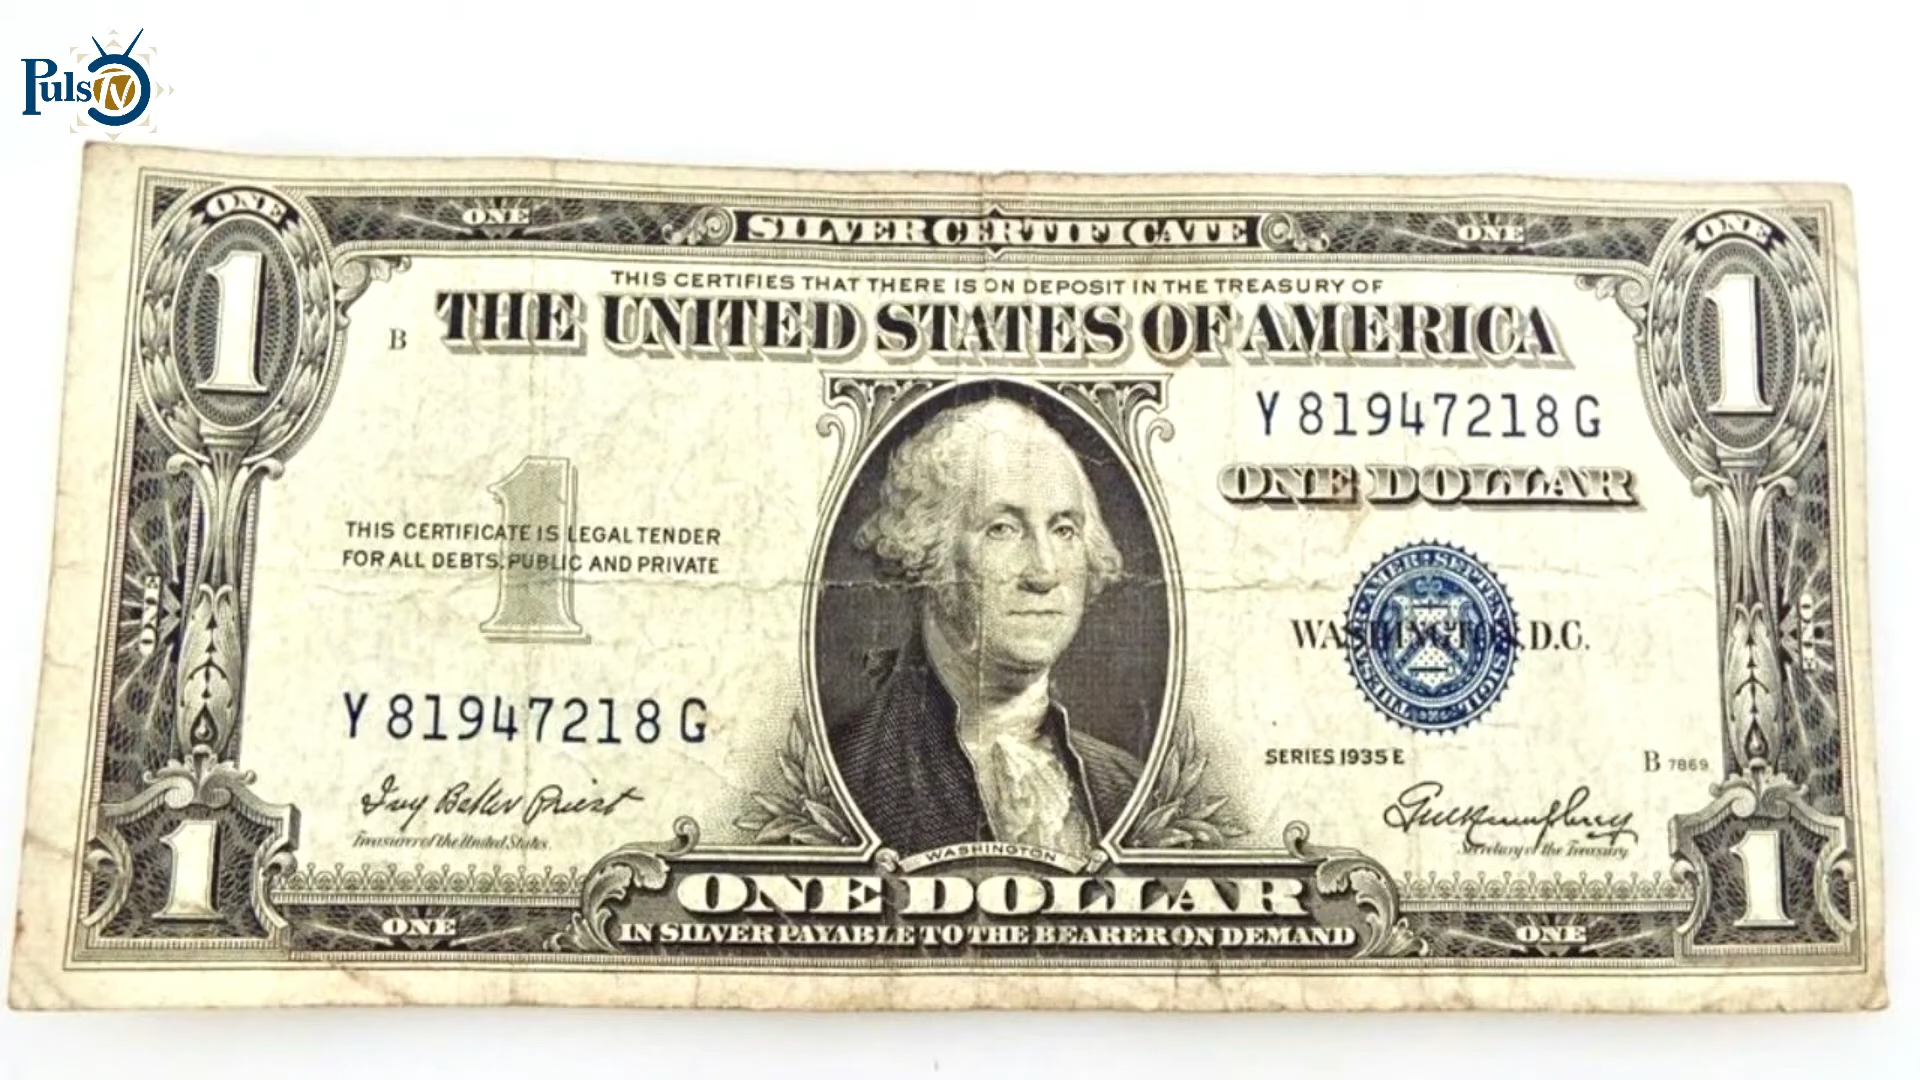 PulsTV
ONE ONE SILVER CERTIFICATE ONE ONE
1 1
THIS CERTIFIES THAT THERE IS ON DEPOSIT IN THE TREASURY OF
B THE UNITED STATES OF AMERICA
Y 81947218 G
ONE DOLLAR
1
THIS CERTIFICATE IS LEGAL TENDER
FOR ALL DEBTS, PUBLIC AND PRIVATE
ONE ONE
WASHINGTON, D.C.
Y 81947218 G
SERIES 1935 E B 7869
Ivy Baker Priest
Treasurer of the United States.
Secretary of the Treasury
WASHINGTON
1 1
ONE DOLLAR
ONE ONE
IN SILVER PAYABLE TO THE BEARER ON DEMAND